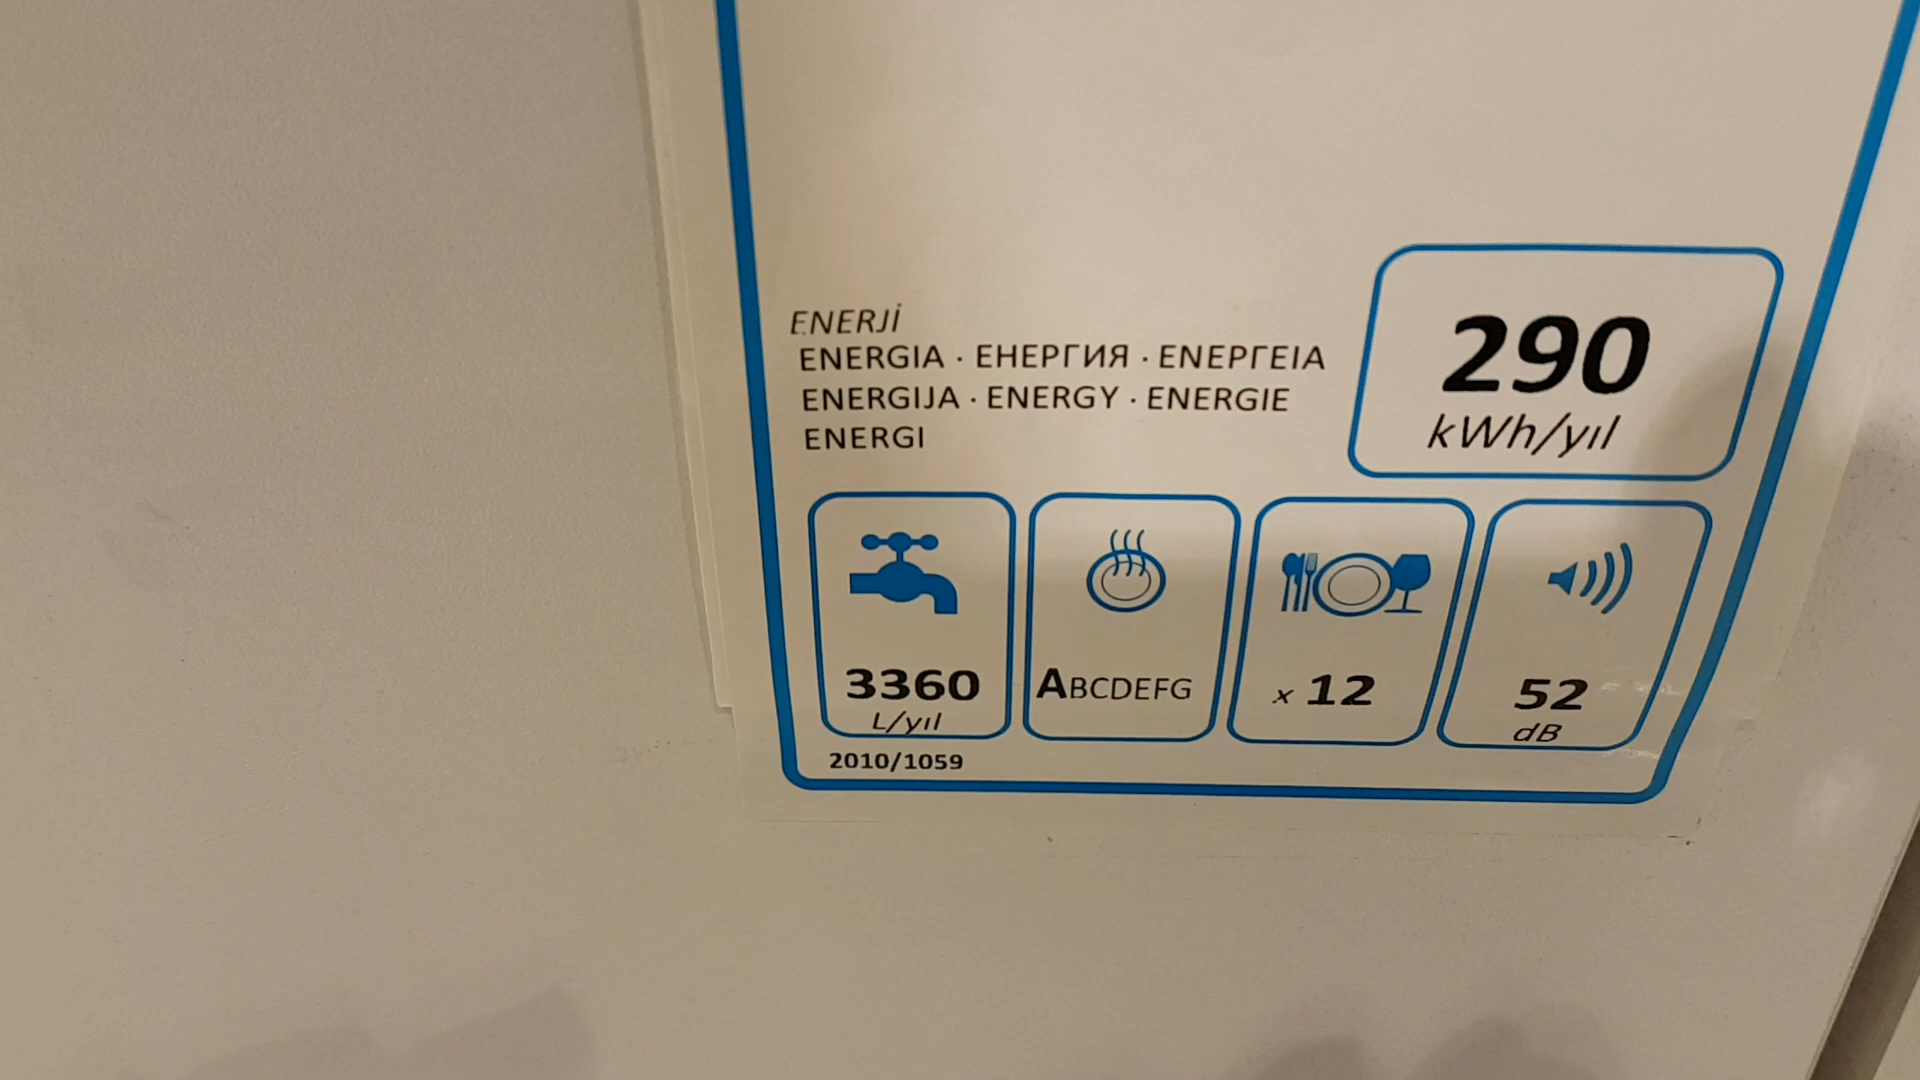 ENERJİ
ENERGIA · ЕНЕРГИЯ · ΕΝΕΡΓΕΙΑ
ENERGIJA · ENERGY · ENERGIE
ENERGI
290
kWh/yıl
3360
L/yıl
ABCDEFG
x 12
52
dB
2010/1059